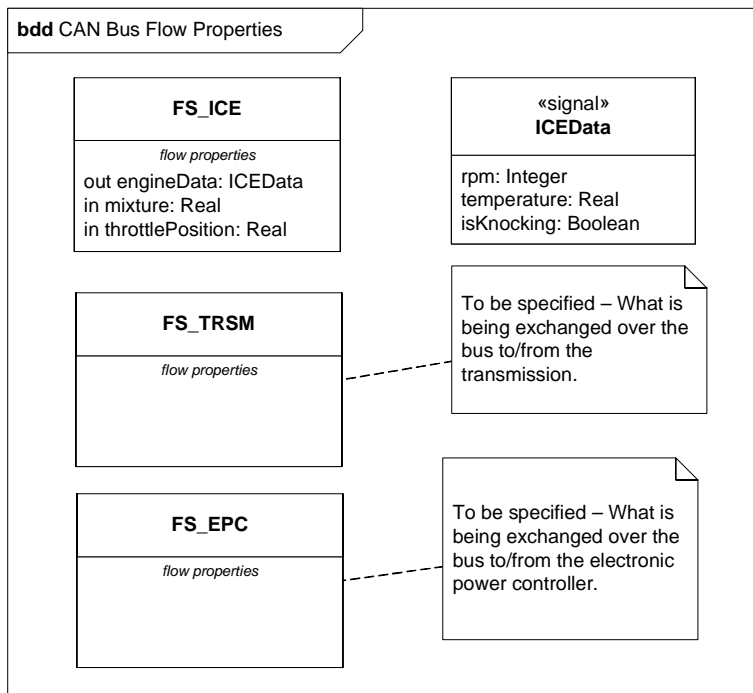 bdd CAN Bus Flow Properties
FS_ICE
flow properties
out engineData: ICEData
in mixture: Real
in throttlePosition: Real
«signal»
ICEData
rpm: Integer
temperature: Real
isKnocking: Boolean
FS_TRSM
flow properties
To be specified – What is
being exchanged over the
bus to/from the
transmission.
FS_EPC
flow properties
To be specified – What is
being exchanged over the
bus to/from the electronic
power controller.